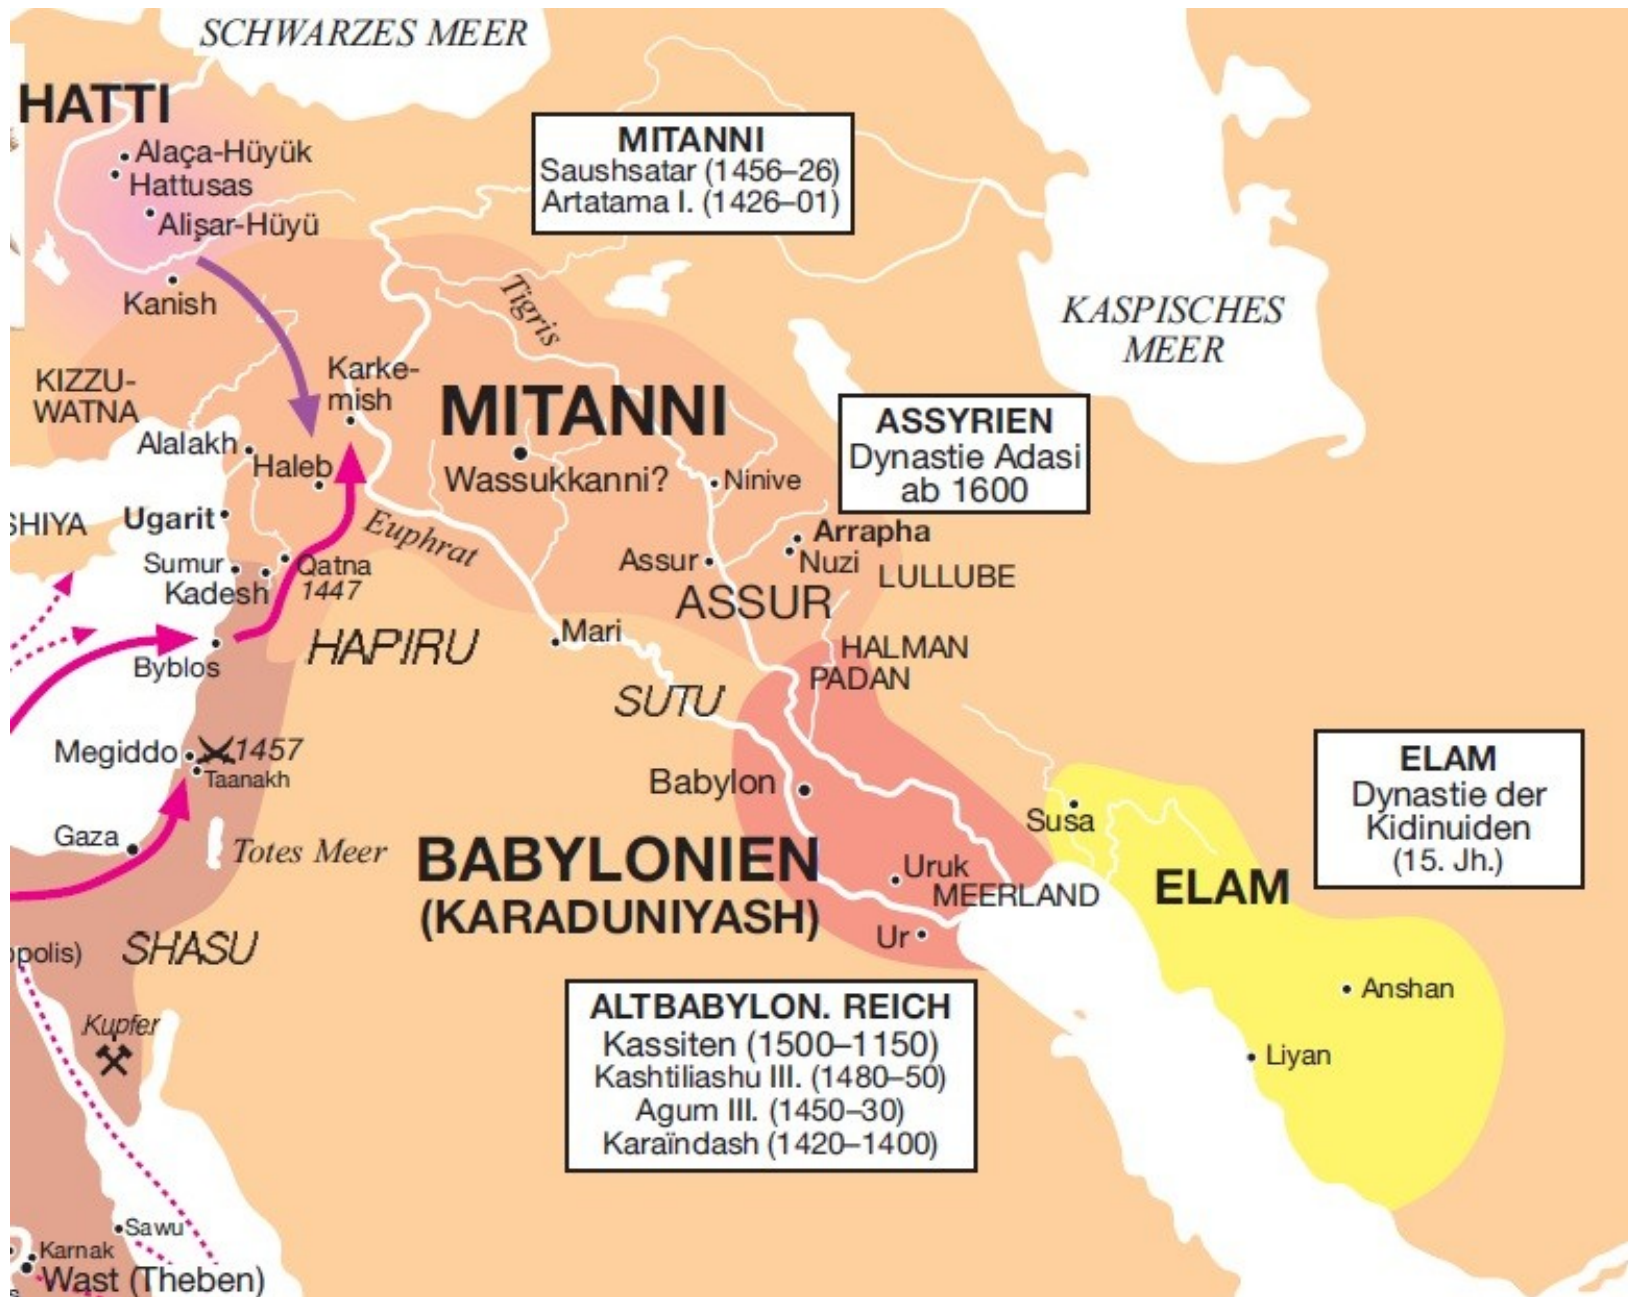 SCHWARZES MEER
HATTI
Alaça-Hüyük
Hattusas
Alişar-Hüyü
Kanish
MITANNI
Saushsatar (1456–26)
Artatama I. (1426–01)
Tigris
KASPISCHES
MEER
KIZZU-
WATNA
Karke-
mish
MITANNI
Wassukkanni?
ASSYRIEN
Dynastie Adasi
ab 1600
Alalakh
Haleb
Ninive
Ugarit
SHIYA
Euphrat
Arrapha
Nuzi
Assur
LULLUBE
Sumur
Kadesh
Qatna
1447
ASSUR
HAPIRU
Mari
HALMAN
PADAN
Byblos
SUTU
Megiddo
1457
Taanakh
Babylon
Susa
ELAM
Dynastie der
Kidinuiden
(15. Jh.)
Gaza
Totes Meer
BABYLONIEN
(KARADUNIYASH)
Uruk
MEERLAND
Ur
ELAM
opolis)
SHASU
Anshan
Kupfer
ALTBABYLON. REICH
Kassiten (1500–1150)
Kashtiliashu III. (1480–50)
Agum III. (1450–30)
Karaïndash (1420–1400)
Liyan
Sawu
Karnak
Wast (Theben)